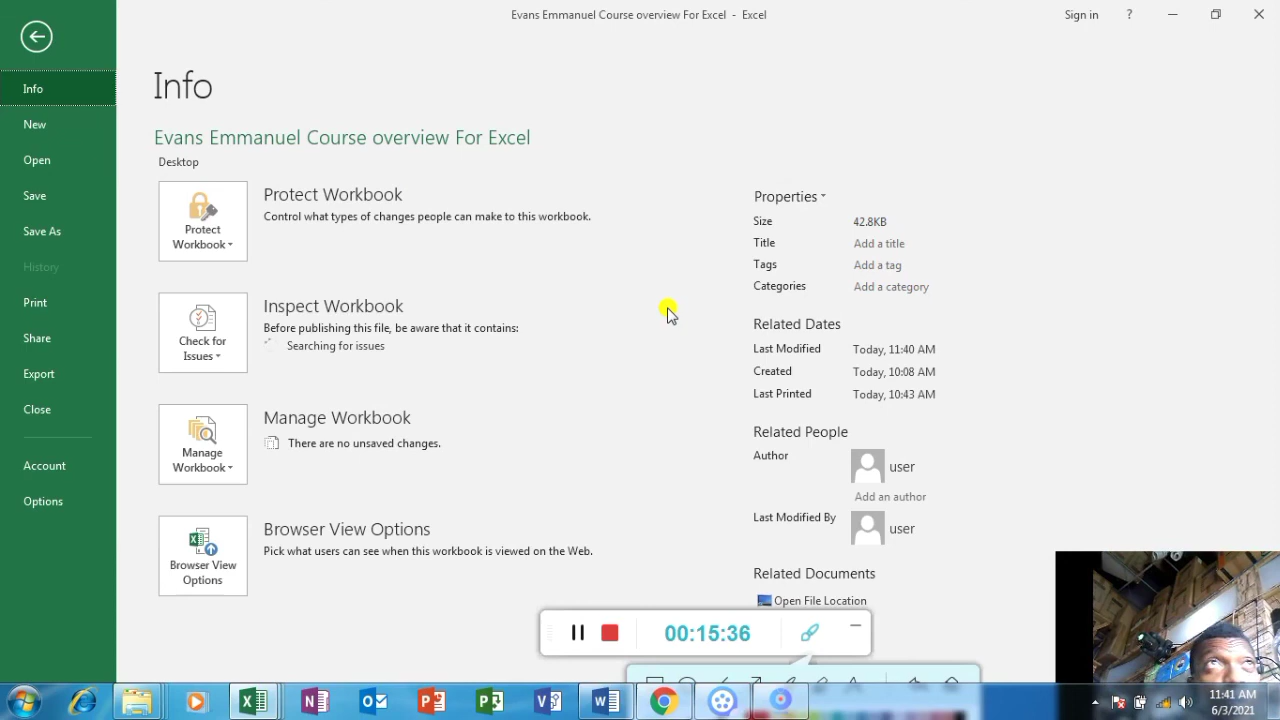 Evans Emmanuel Course overview For Excel - Excel
Sign in
?
Info
New
Open
Save
Save As
History
Print
Share
Export
Close
Account
Options
Info
Evans Emmanuel Course overview For Excel
Desktop
Protect
Workbook
Protect Workbook
Control what types of changes people can make to this workbook.
Check for
Issues
Inspect Workbook
Before publishing this file, be aware that it contains:
Searching for issues
Manage
Workbook
Manage Workbook
There are no unsaved changes.
Browser View
Options
Browser View Options
Pick what users can see when this workbook is viewed on the Web.
Properties
Size 42.8KB
Title Add a title
Tags Add a tag
Categories Add a category
Related Dates
Last Modified Today, 11:40 AM
Created Today, 10:08 AM
Last Printed Today, 10:43 AM
Related People
Author user
Add an author
Last Modified By user
Related Documents
Open File Location
00:15:36
11:41 AM
6/3/2021